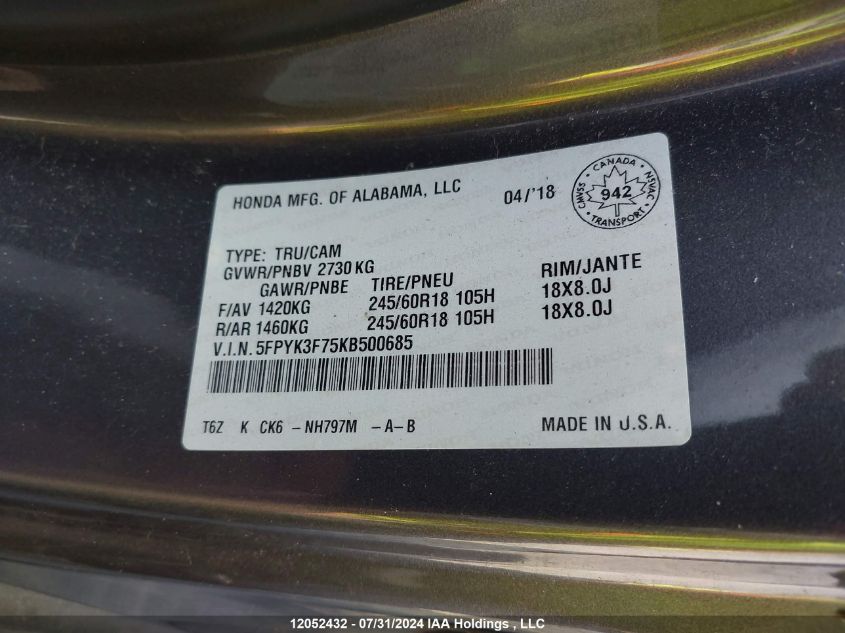 HONDA MFG. OF ALABAMA, LLC 04/'18
CANADA
CMVSS 942 NSVAC
TRANSPORT
TYPE: TRU/CAM
GVWR/PNBV 2730 KG
GAWR/PNBE TIRE/PNEU RIM/JANTE
F/AV 1420KG 245/60R18 105H 18X8.0J
R/AR 1460KG 245/60R18 105H 18X8.0J
V.I.N. 5FPYK3F75KB500685
T6Z K CK6 – NH797M – A – B MADE IN U.S.A.
12052432 - 07/31/2024 IAA Holdings , LLC